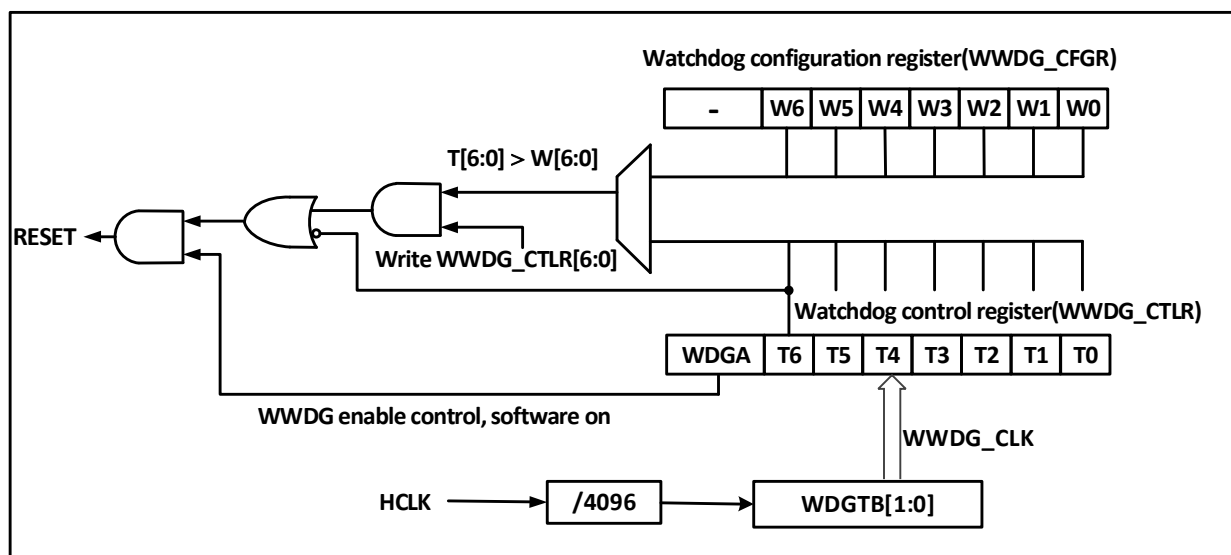 Watchdog configuration register(WWDG_CFGR)
- W6 W5 W4 W3 W2 W1 W0
T[6:0] > W[6:0]
RESET
Write WWDG_CTLR[6:0]
Watchdog control register(WWDG_CTLR)
WDGA T6 T5 T4 T3 T2 T1 T0
WWDG enable control, software on
WWDG_CLK
HCLK /4096 WDGTB[1:0]